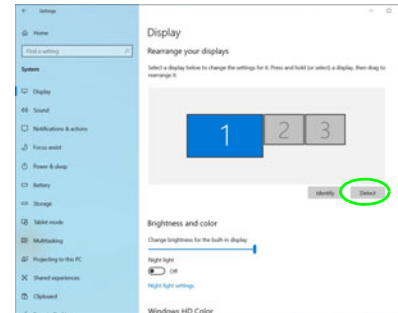 Settings
Home
Find a setting
System
Display
Sound
Notifications & actions
Focus assist
Power & sleep
Battery
Storage
Tablet mode
Multitasking
Projecting to this PC
Shared experiences
Clipboard
Display
Rearrange your displays
Select a display below to change the settings for it. Press and hold (or select) a display, then drag to
rearrange it.
1 2 3
Identify Detect
Brightness and color
Change brightness for the built-in display
Night light
Off
Night light settings
Windows HD Color